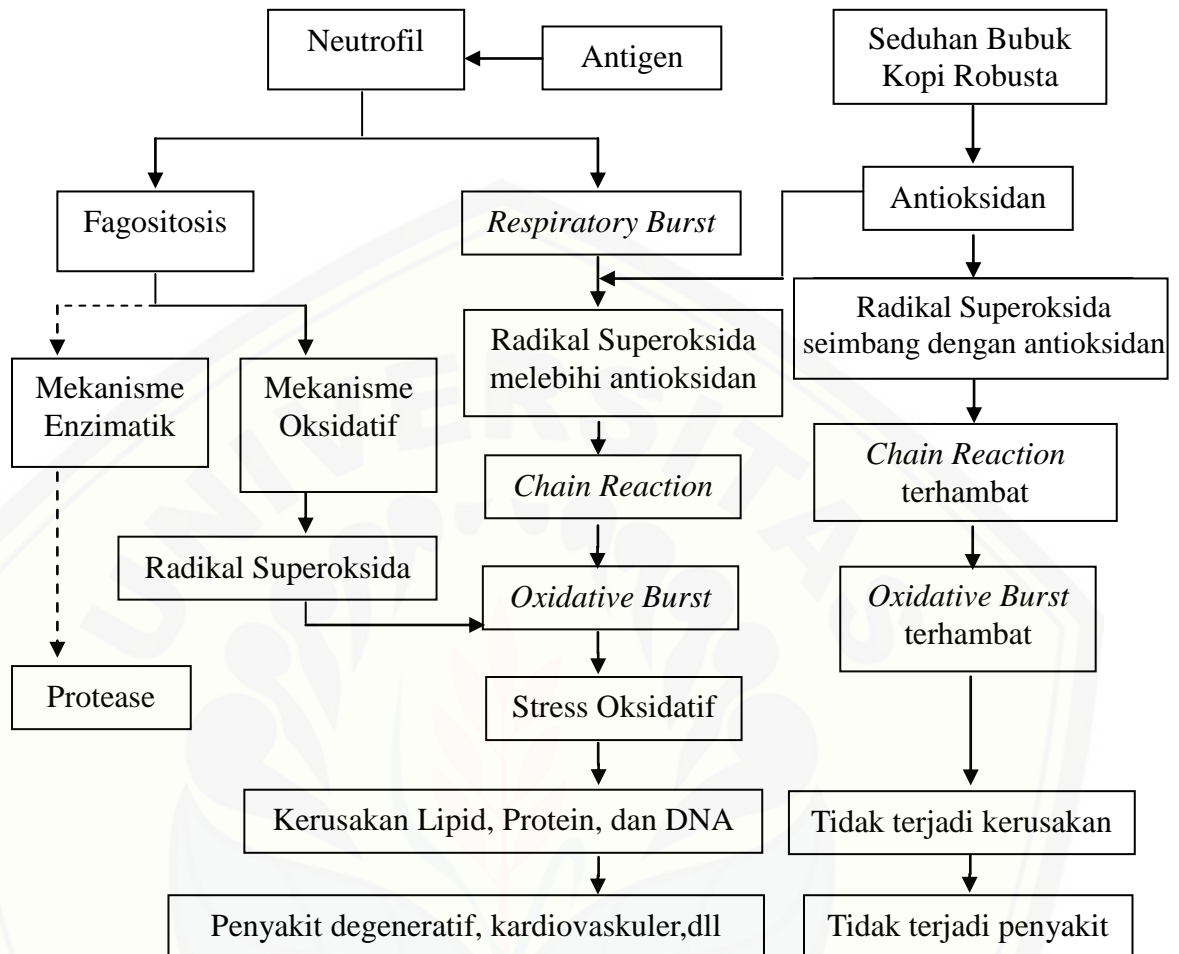 Neutrofil
Antigen
Seduhan Bubuk
Kopi Robusta
Fagositosis
Respiratory Burst
Antioksidan
Mekanisme
Enzimatik
Mekanisme
Oksidatif
Radikal Superoksida
melebihi antioksidan
Radikal Superoksida
seimbang dengan antioksidan
Chain Reaction
Chain Reaction
terhambat
Radikal Superoksida
Oxidative Burst
Oxidative Burst
terhambat
Protease
Stress Oksidatif
Kerusakan Lipid, Protein, dan DNA
Tidak terjadi kerusakan
Penyakit degeneratif, kardiovaskuler,dll
Tidak terjadi penyakit
UNIVERSITAS